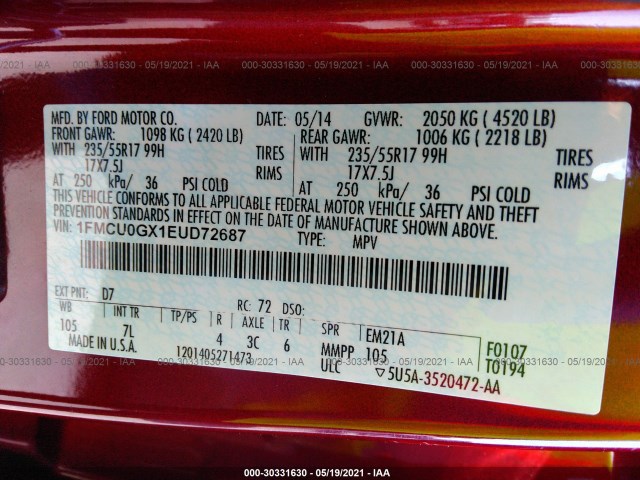 000-30331630 - 05/19/2021 - IAA
MFD. BY FORD MOTOR CO.
DATE: 05/14
GVWR: 2050 KG ( 4520 LB)
FRONT GAWR: 1098 KG ( 2420 LB)
REAR GAWR: 1006 KG ( 2218 LB)
WITH 235/55R17 99H TIRES
WITH 235/55R17 99H TIRES
17X7.5J RIMS
17X7.5J RIMS
AT 250 kPa/ 36 PSI COLD
AT 250 kPa/ 36 PSI COLD
THIS VEHICLE CONFORMS TO ALL APPLICABLE FEDERAL MOTOR VEHICLE SAFETY AND THEFT
PREVENTION STANDARDS IN EFFECT ON THE DATE OF MANUFACTURE SHOWN ABOVE.
VIN: 1FMCU0GX1EUD72687
TYPE: MPV
EXT PNT: D7 RC: 72 DSO:
WB INT TR TP/PS R AXLE TR SPR EM21A F0107
105 7L 4 3C 6 MMPP 105 T0194
MADE IN U.S.A. 1201405271473 ULC 5U5A-3520472-AA
000-30331630 - 05/19/2021 - IAA